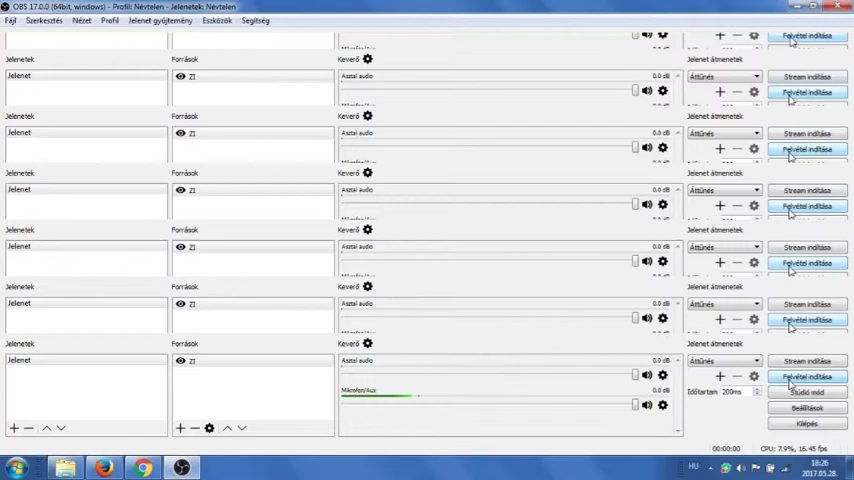 OBS 17.0.0 (64bit, windows) - Profil: Névtelen - Jelenetek: Névtelen
Fájl Szerkesztés Nézet Profil Jelenet gyűjtemény Eszközök Segítség
Felvétel indítása
Jelenetek Források Keverő Jelenet átmenetek
Jelenet ZI Asztal audio 0.0 dB Áttűnés Stream indítása
Felvétel indítása
Keverő Jelenet átmenetek
Jelenet ZI Asztal audio 0.0 dB Áttűnés Stream indítása
Felvétel indítása
Jelenetek Források Keverő Jelenet átmenetek
Jelenet ZI Asztal audio 0.0 dB Áttűnés Stream indítása
Felvétel indítása
Jelenetek Források Keverő Jelenet átmenetek
Jelenet ZI Asztal audio 0.0 dB Áttűnés Stream indítása
Felvétel indítása
Jelenetek Források Keverő Jelenet átmenetek
Jelenet ZI Asztal audio 0.0 dB Áttűnés Stream indítása
Felvétel indítása
Jelenetek Források Keverő Jelenet átmenetek
Jelenet ZI Asztal audio 0.0 dB Áttűnés Stream indítása
Felvétel indítása
Mikrofon/Aux 0.0 dB Időtartam 200ms Stúdió mód
Beállítások
Kilépés
00:00:00 CPU: 7.9%, 16.45 fps
HU 18:26
2017.05.28.